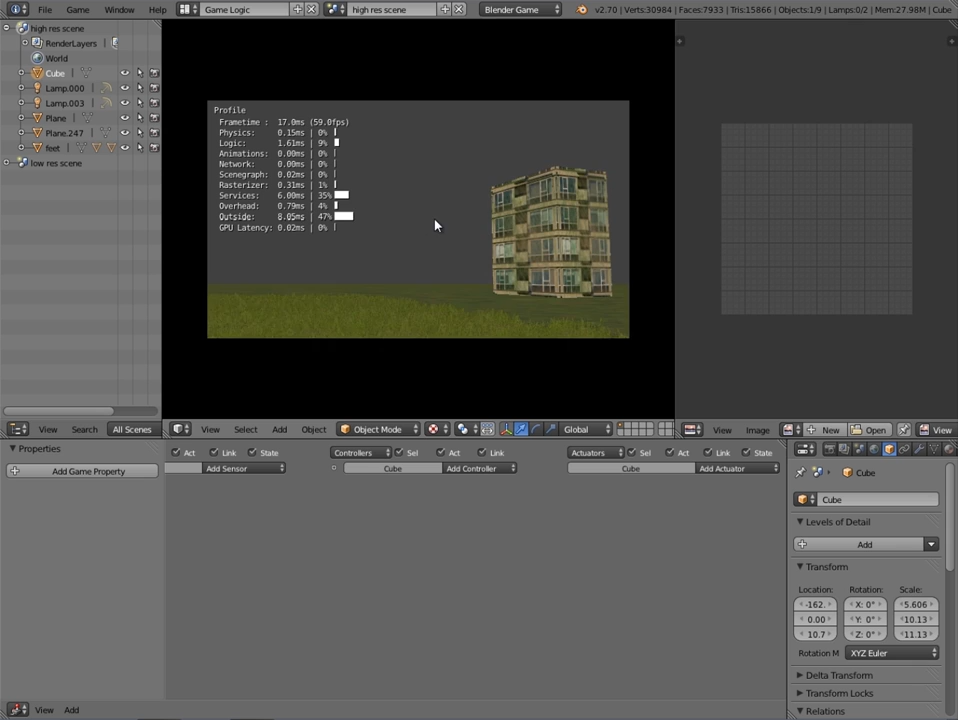 File Game Window Help Game Logic high res scene Blender Game v2.70 | Verts:30984 | Faces:7933 | Tris:15866 | Objects:1/9 | Lamps:0/2 | Mem:27.98M | Cube
high res scene
RenderLayers
World
Cube
Lamp.000
Lamp.003
Plane
Plane.247
feet
low res scene
Profile
Frametime : 17.0ms (59.0fps)
Physics: 0.15ms | 0%
Logic: 1.61ms | 9%
Animations: 0.00ms | 0%
Network: 0.00ms | 0%
Scenegraph: 0.02ms | 0%
Rasterizer: 0.31ms | 1%
Services: 6.00ms | 35%
Overhead: 0.79ms | 4%
Outside: 8.05ms | 47%
GPU Latency: 0.02ms | 0%
View Search All Scenes
View Select Add Object Object Mode Global
View Image New Open View
Properties
Add Game Property
Act Link State
Add Sensor
Controllers Sel Act Link
Cube Add Controller
Actuators Sel Act Link State
Cube Add Actuator
Cube
Cube
Levels of Detail
Add
Transform
Location: Rotation: Scale:
-162. X: 0° 5.606
0.00 Y: 0° 10.13
10.7 Z: 0° 11.13
Rotation M XYZ Euler
Delta Transform
Transform Locks
Relations
View Add